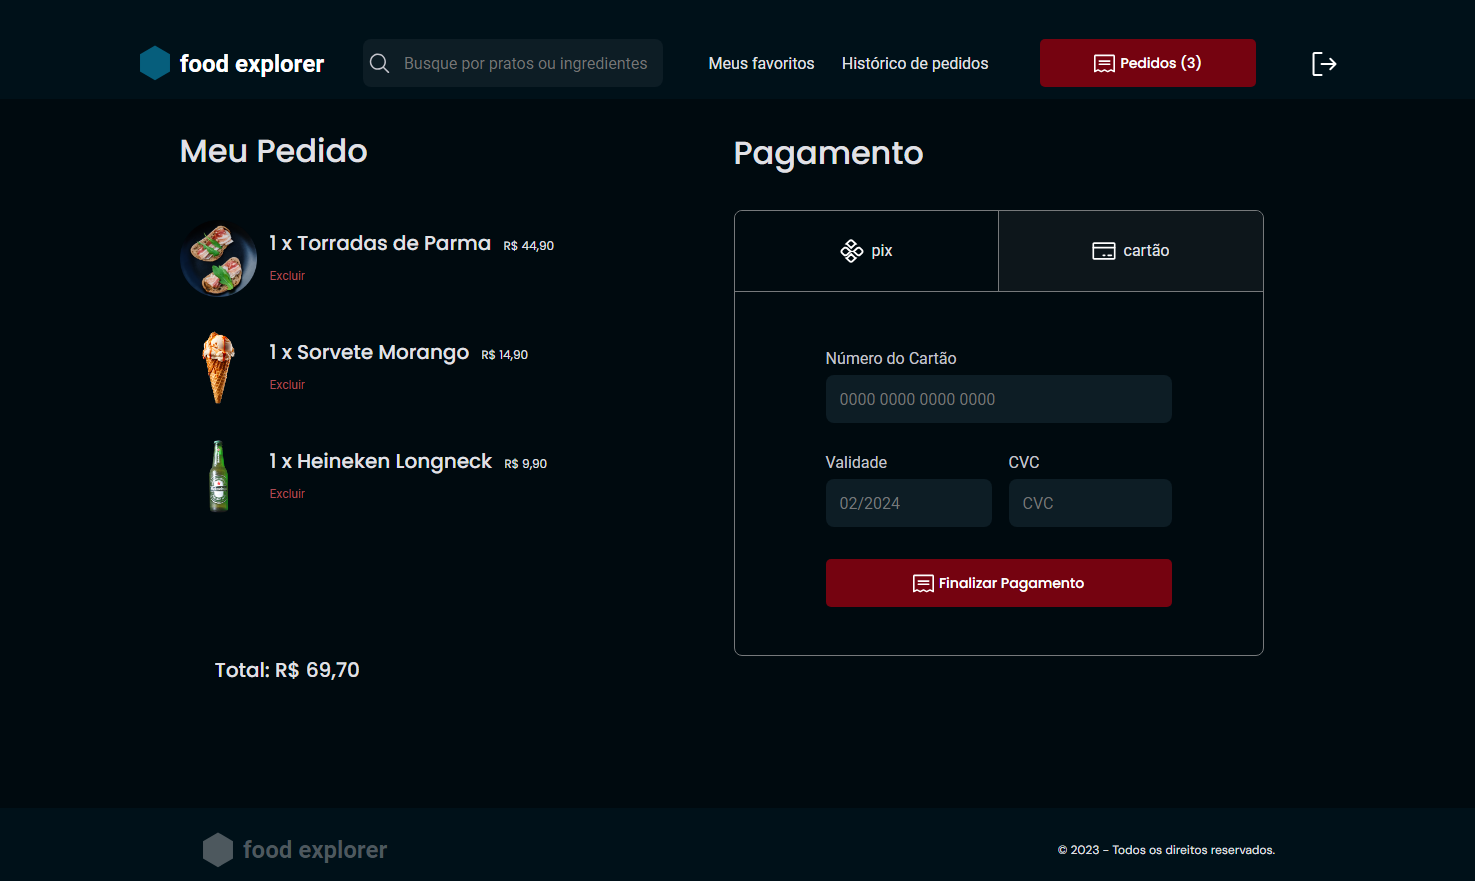 food explorer
Busque por pratos ou ingredientes
Meus favoritos
Histórico de pedidos
Pedidos (3)
Meu Pedido
1 x Torradas de Parma R$ 44,90
Excluir
1 x Sorvete Morango R$ 14,90
Excluir
1 x Heineken Longneck R$ 9,90
Excluir
Total: R$ 69,70
Pagamento
pix
cartão
Número do Cartão
0000 0000 0000 0000
Validade
CVC
02/2024
CVC
Finalizar Pagamento
food explorer
© 2023 - Todos os direitos reservados.